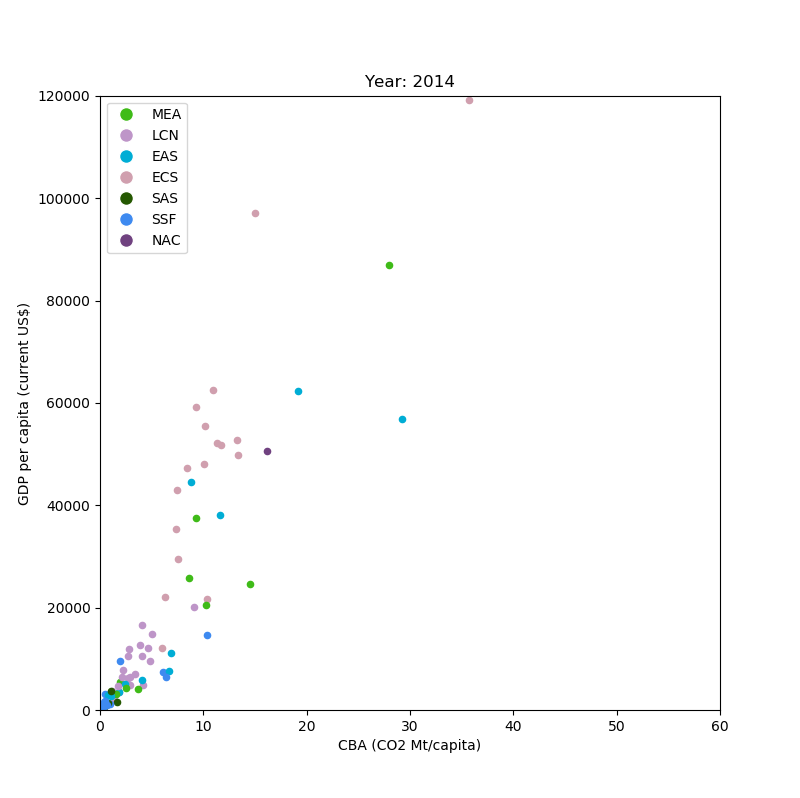 Year: 2014
GDP per capita (current US$)
120000
100000
80000
60000
40000
20000
0
MEA
LCN
EAS
ECS
SAS
SSF
NAC
0 10 20 30 40 50 60
CBA (CO2 Mt/capita)